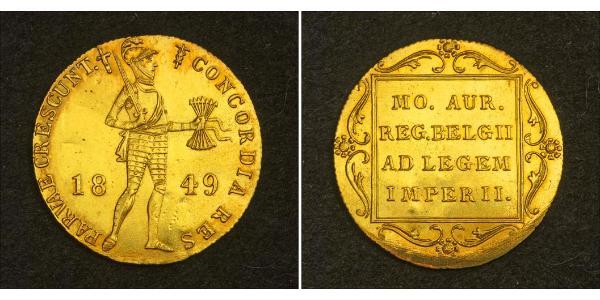 CONCORDIA RES PARVAE CRESCUNT.
18 49
MO. AUR.
REG.BELGII
AD LEGEM
IMPERII.